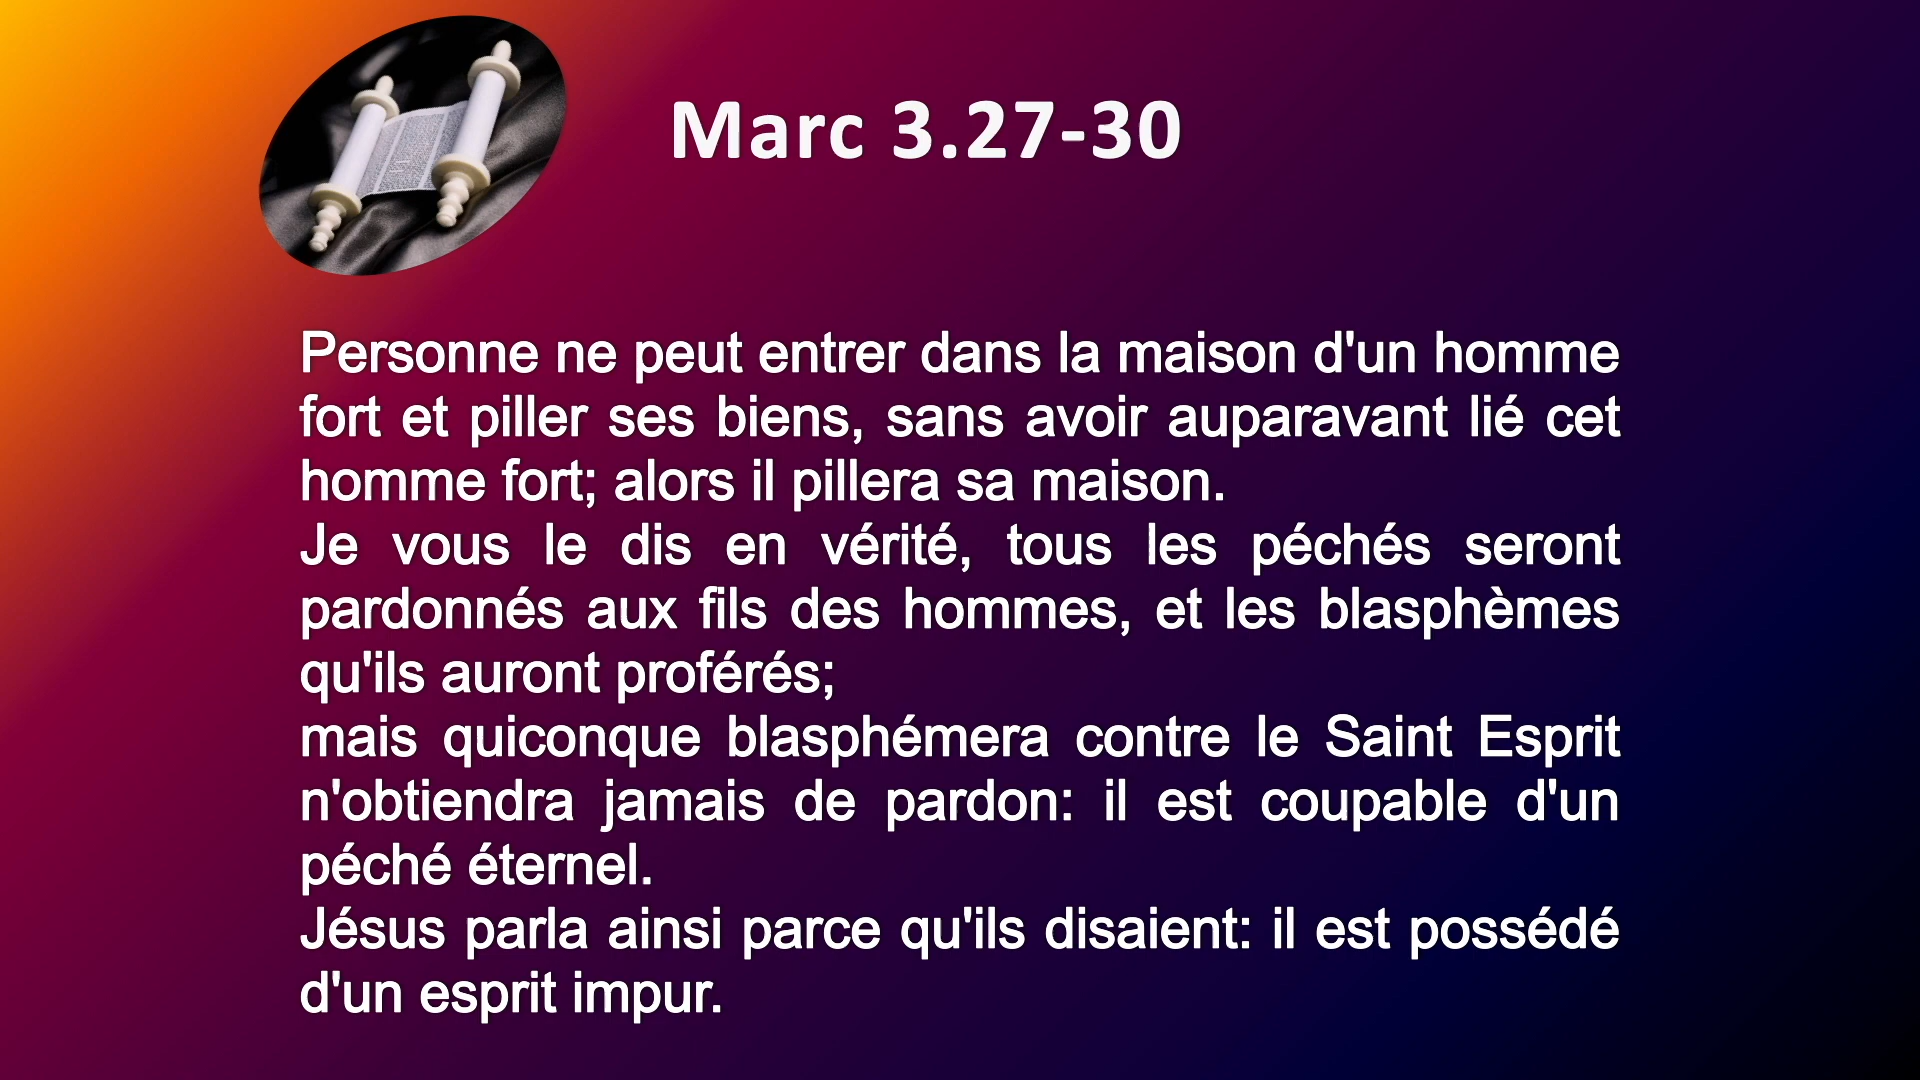 Marc 3.27-30
Personne ne peut entrer dans la maison d'un homme
fort et piller ses biens, sans avoir auparavant lié cet
homme fort; alors il pillera sa maison.
Je vous le dis en vérité, tous les péchés seront
pardonnés aux fils des hommes, et les blasphèmes
qu'ils auront proférés;
mais quiconque blasphémera contre le Saint Esprit
n'obtiendra jamais de pardon: il est coupable d'un
péché éternel.
Jésus parla ainsi parce qu'ils disaient: il est possédé
d'un esprit impur.